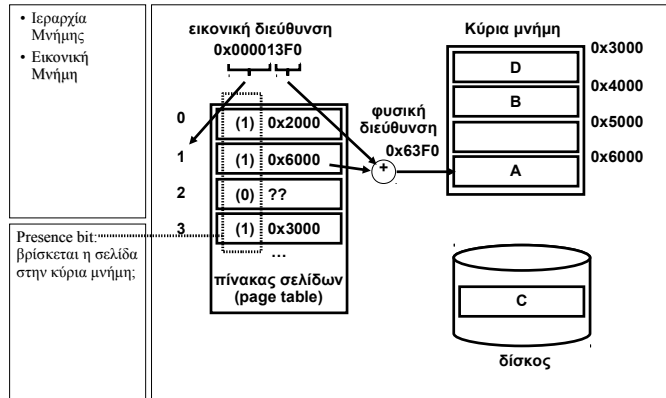 • Ιεραρχία
Μνήμης
• Εικονική
Μνήμη
Presence bit:
βρίσκεται η σελίδα
στην κύρια μνήμη;
εικονική διεύθυνση
0x000013F0
0 (1) 0x2000
1 (1) 0x6000
2 (0) ??
3 (1) 0x3000
...
πίνακας σελίδων
(page table)
φυσική
διεύθυνση
0x63F0
+
Κύρια μνήμη
0x3000
D
0x4000
B
0x5000
0x6000
A
C
δίσκος